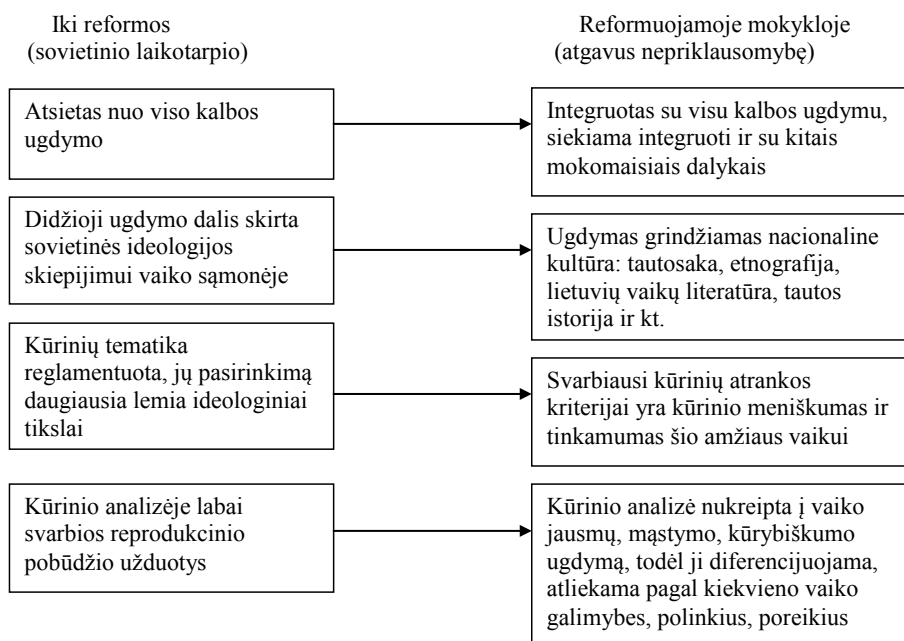 Iki reformos
(sovietinio laikotarpio)
Reformuojamoje mokykloje
(atgavus nepriklausomybę)
Atsietas nuo viso kalbos
ugdymo
Integruotas su visu kalbos ugdymu,
siekiama integruoti ir su kitais
mokomaisiais dalykais
Didžioji ugdymo dalis skirta
sovietinės ideologijos
skiepijimui vaiko sąmonėje
Ugdymas grindžiamas nacionaline
kultūra: tautosaka, etnografija,
lietuvių vaikų literatūra, tautos
istorija ir kt.
Kūrinių tematika
reglamentuota, jų pasirinkimą
daugiausia lemia ideologiniai
tikslai
Svarbiausi kūrinių atrankos
kriterijai yra kūrinio meniškumas ir
tinkamumas šio amžiaus vaikui
Kūrinio analizėje labai
svarbios reprodukcinio
pobūdžio užduotys
Kūrinio analizė nukreipta į vaiko
jausmų, mąstymo, kūrybiškumo
ugdymą, todėl ji diferencijuojama,
atliekama pagal kiekvieno vaiko
galimybes, polinkius, poreikius